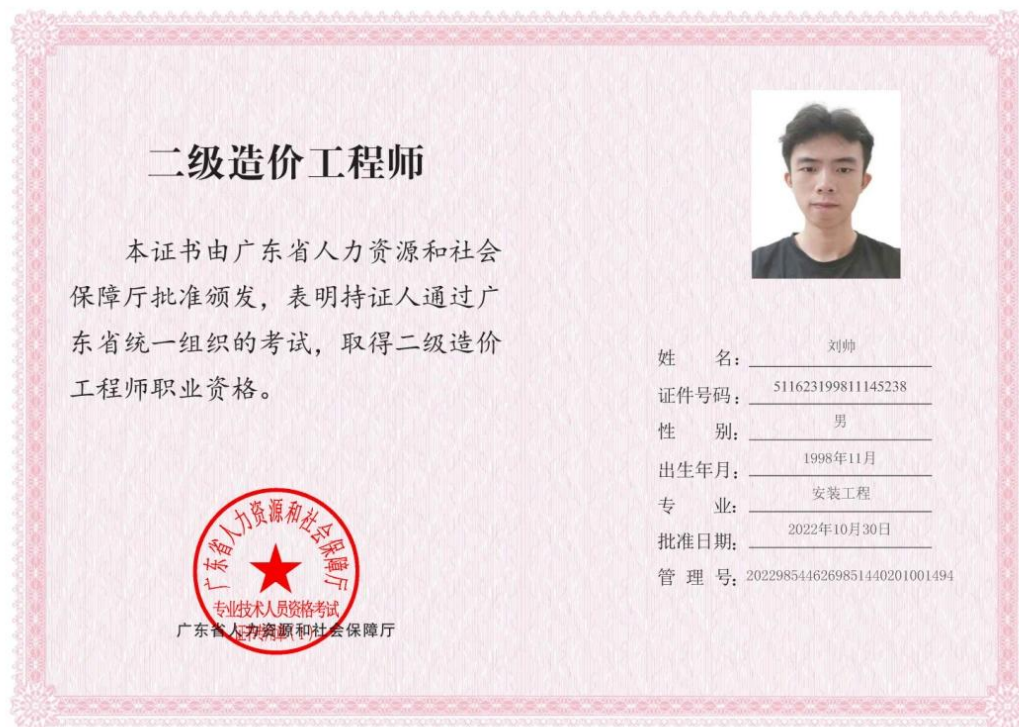 二级造价工程师
本证书由广东省人力资源和社会
保障厅批准颁发，表明持证人通过广
东省统一组织的考试，取得二级造价
工程师职业资格。
广东省人力资源和社会保障厅
专业技术人员资格考试
广东省人力资源和社会保障厅
姓 名：刘帅
证件号码：511623199811145238
性 别：男
出生年月：1998年11月
专 业：安装工程
批准日期：2022年10月30日
管 理 号：20229854462698514402010​01494